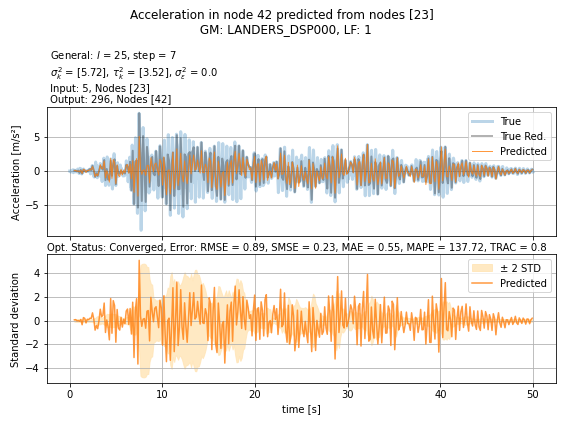 Acceleration in node 42 predicted from nodes [23]
GM: LANDERS_DSP000, LF: 1
General: l = 25, step = 7
σ²ₖ = [5.72], τ²ₖ = [3.52], σ²ε = 0.0
Input: 5, Nodes [23]
Output: 296, Nodes [42]
Acceleration [m/s²]
5
0
−5
True
True Red.
Predicted
Opt. Status: Converged, Error: RMSE = 0.89, SMSE = 0.23, MAE = 0.55, MAPE = 137.72, TRAC = 0.8
Standard deviation
4
2
0
−2
−4
± 2 STD
Predicted
0 10 20 30 40 50
time [s]